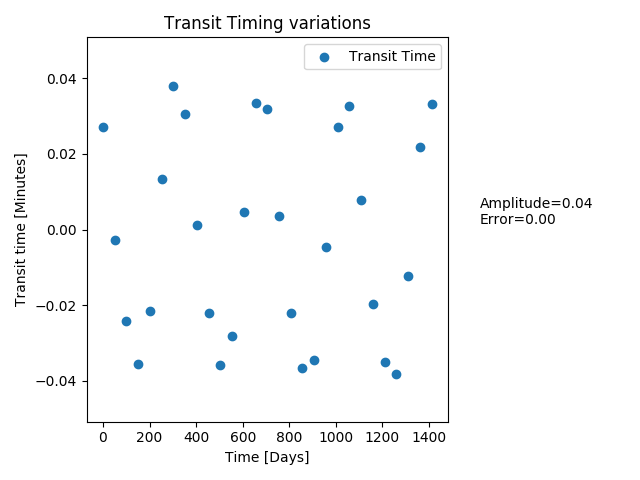 Transit Timing variations
Transit Time
0.04
0.02
0.00
−0.02
−0.04
Transit time [Minutes]
0 200 400 600 800 1000 1200 1400
Time [Days]
Amplitude=0.04
Error=0.00